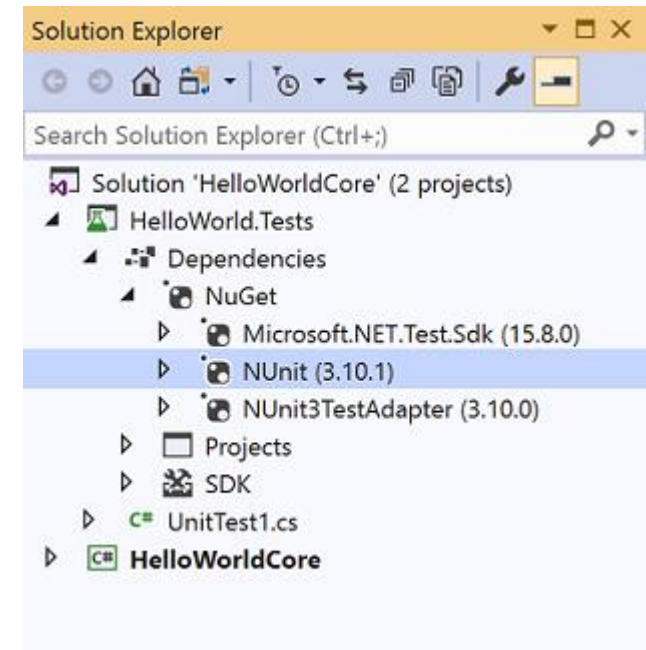 Solution Explorer
Search Solution Explorer (Ctrl+;)
Solution 'HelloWorldCore' (2 projects)
HelloWorld.Tests
Dependencies
NuGet
Microsoft.NET.Test.Sdk (15.8.0)
NUnit (3.10.1)
NUnit3TestAdapter (3.10.0)
Projects
SDK
C# UnitTest1.cs
C# HelloWorldCore